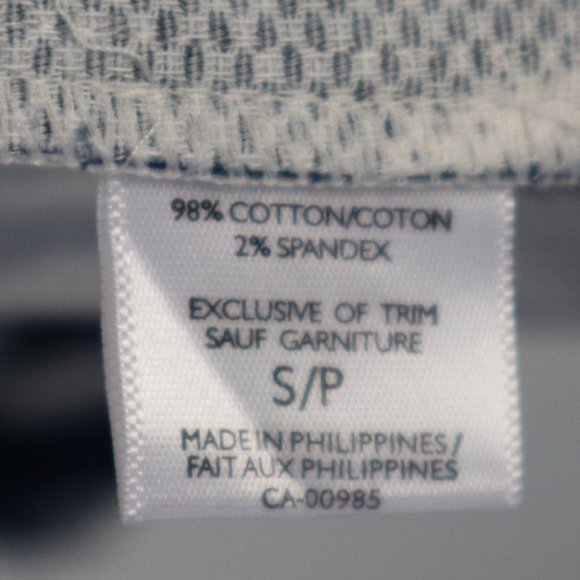 98% COTTON/COTON
2% SPANDEX
EXCLUSIVE OF TRIM
SAUF GARNITURE
S/P
MADE IN PHILIPPINES/
FAIT AUX PHILIPPINES
CA-00985